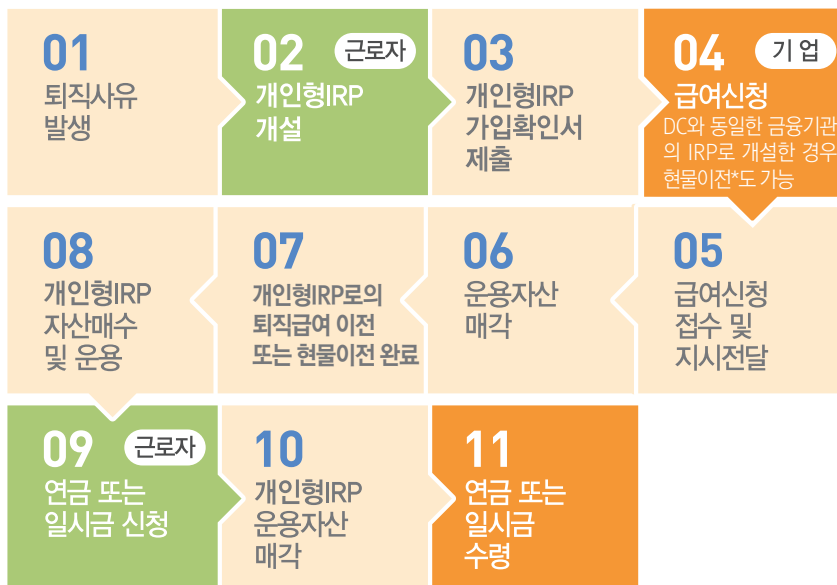 01
퇴직사유
발생
02 근로자
개인형IRP
개설
03
개인형IRP
가입확인서
제출
04 기 업
급여신청
DC와 동일한 금융기관
의 IRP로 개설한 경우
현물이전*도 가능
05
급여신청
접수 및
지시전달
06
운용자산
매각
07
개인형IRP로의
퇴직급여 이전
또는 현물이전 완료
08
개인형IRP
자산매수
및 운용
09 근로자
연금 또는
일시금 신청
10
개인형IRP
운용자산
매각
11
연금 또는
일시금
수령